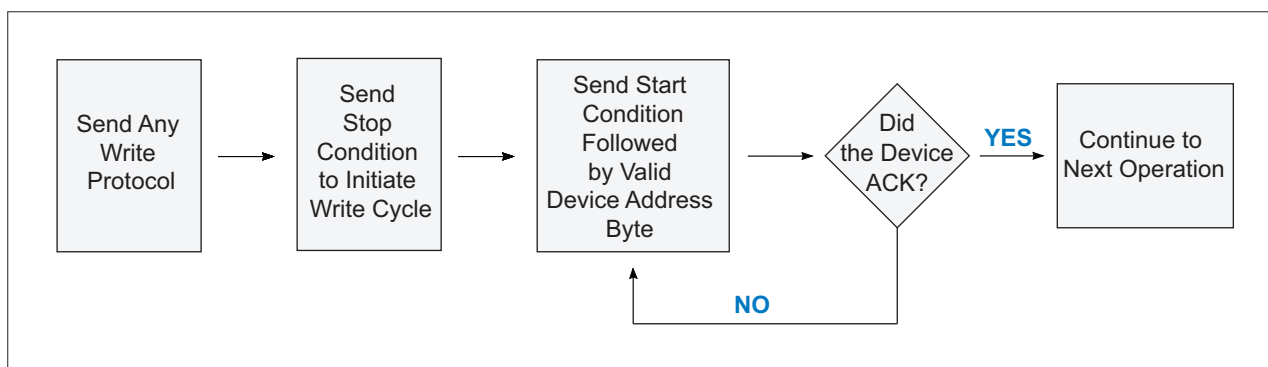 Send Any
Write
Protocol
Send
Stop
Condition
to Initiate
Write Cycle
Send Start
Condition
Followed
by Valid
Device Address
Byte
Did
the Device
ACK?
YES
Continue to
Next Operation
NO